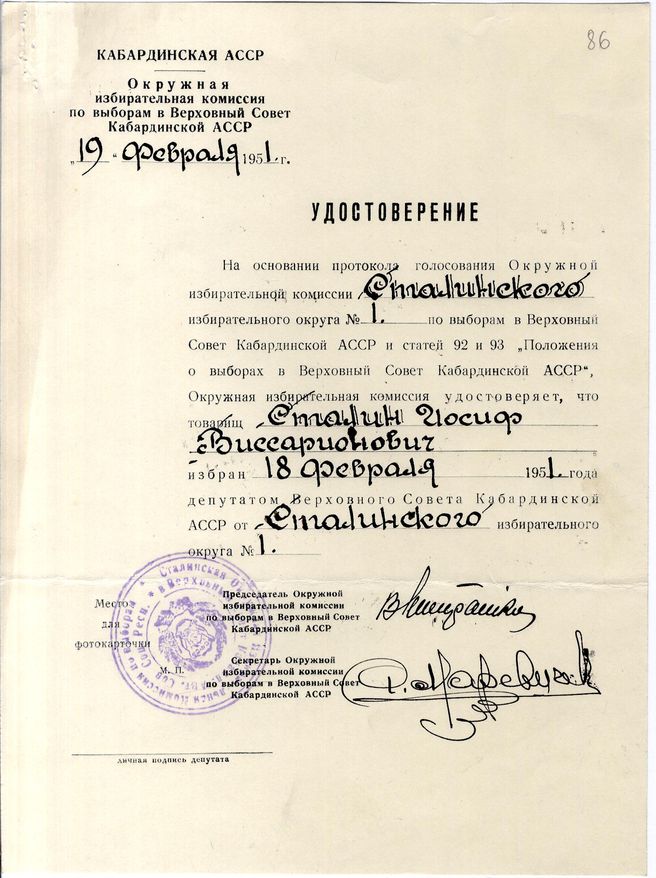 86
КАБАРДИНСКАЯ АССР
Окружная
избирательная комиссия
по выборам в Верховный Совет
Кабардинской АССР
„19“ февраля 1951 г.
УДОСТОВЕРЕНИЕ
На основании протокола голосования Окружной
избирательной комиссии Сталинского
избирательного округа № 1. по выборам в Верховный
Совет Кабардинской АССР и статей 92 и 93 „Положения
о выборах в Верховный Совет Кабардинской АССР“,
Окружная избирательная комиссия удостоверяет, что
товарищ Сталин Иосиф
Виссарионович
избран 18 февраля 1951 года
депутатом Верховного Совета Кабардинской
АССР от Сталинского избирательного
округа № 1.
Место
для
фотокарточки
М. П.
Председатель Окружной
избирательной комиссии
по выборам в Верховный Совет
Кабардинской АССР
Секретарь Окружной
избирательной комиссии
по выборам в Верховный Совет
Кабардинской АССР
личная подпись депутата